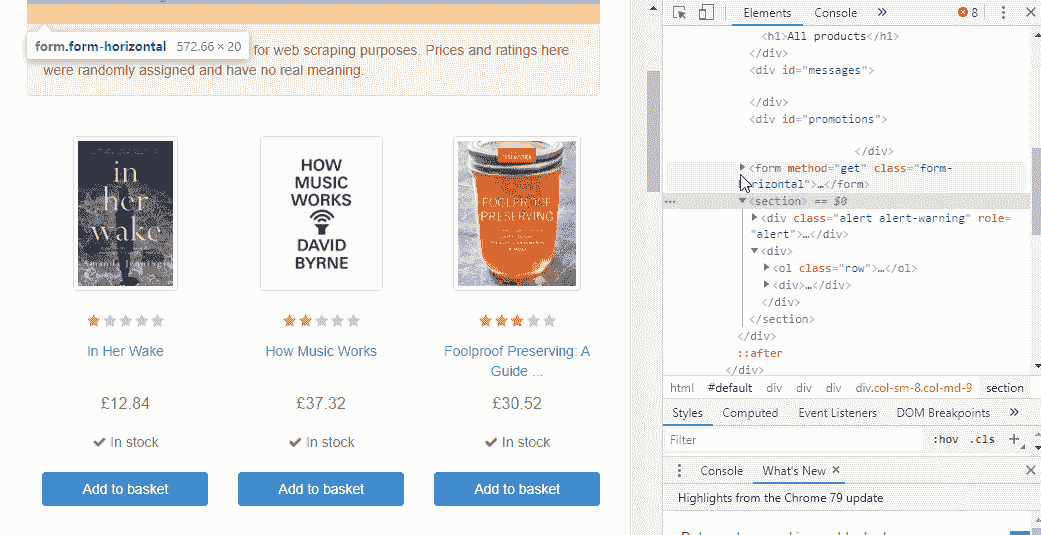 form.form-horizontal 572.66 × 20
for web scraping purposes. Prices and ratings here
were randomly assigned and have no real meaning.
in
her
wake
HOW
MUSIC
WORKS
DAVID
BYRNE
FOOLPROOF
PRESERVING
In Her Wake
How Music Works
Foolproof Preserving: A
Guide ...
£12.84
£37.32
£30.52
In stock
In stock
In stock
Add to basket
Add to basket
Add to basket
Elements
Console
»
8
<h1>All products</h1>
</div>
<div id="messages">
</div>
<div id="promotions">
</div>
<form method="get" class="form-
horizontal">…</form>
<section> == $0
<div class="alert alert-warning" role=
"alert">…</div>
<div>
<ol class="row">…</ol>
<div>…</div>
</div>
</section>
</div>
::after
</div>
html #default div div div div.col-sm-8.col-md-9 section
Styles Computed Event Listeners DOM Breakpoints »
Filter :hov .cls +
Console What's New ×
Highlights from the Chrome 79 update